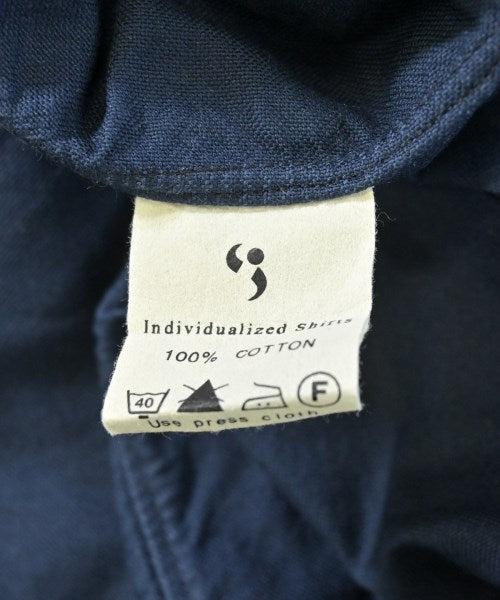 Individualized Shirts
100% COTTON
40 F
Use press cloth